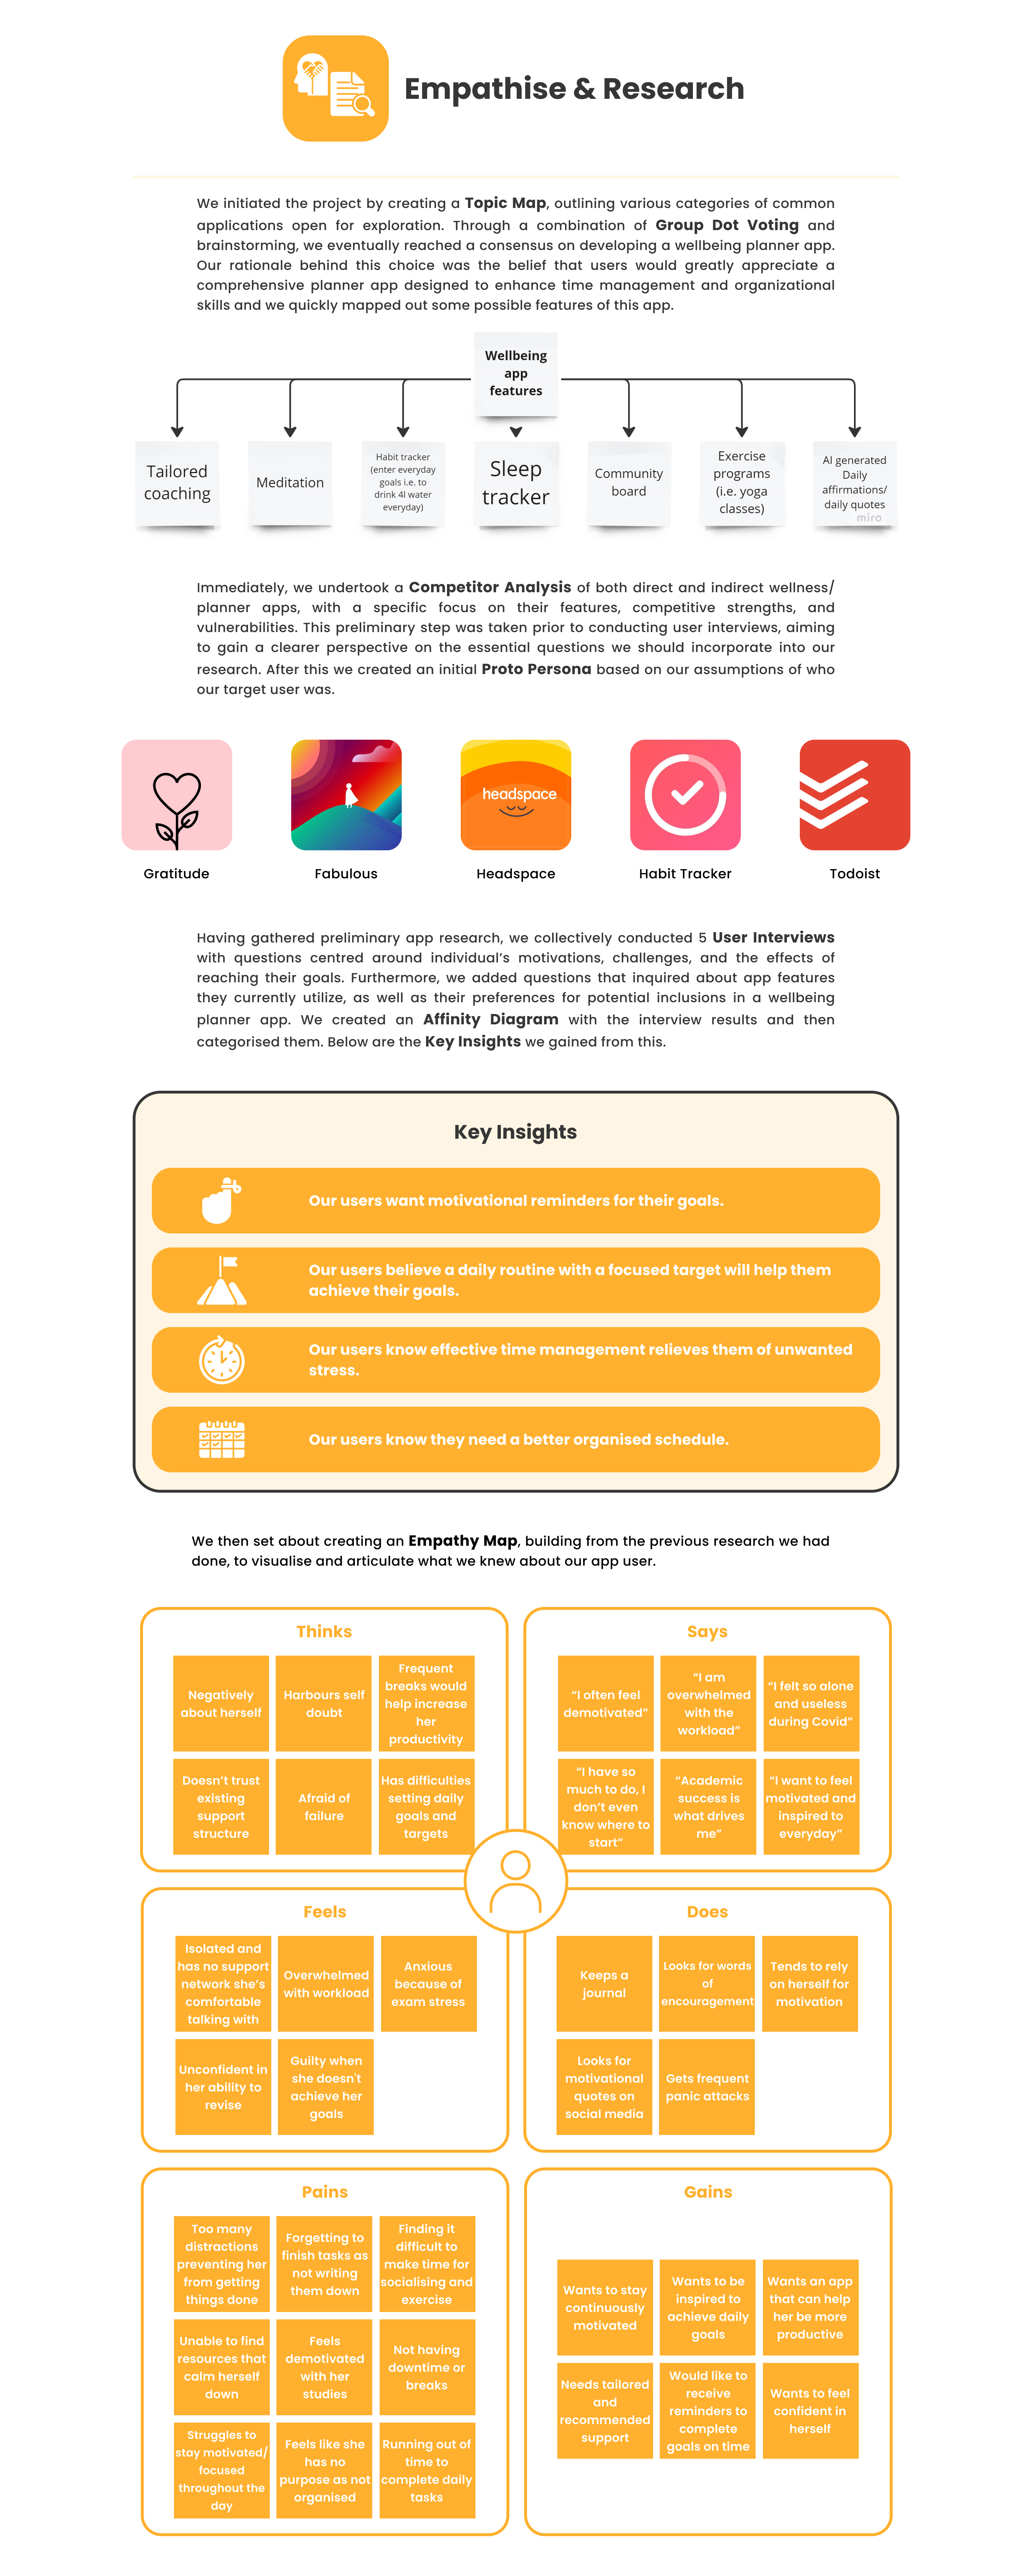 Empathise & Research
We initiated the project by creating a Topic Map, outlining various categories of common
applications open for exploration. Through a combination of Group Dot Voting and
brainstorming, we eventually reached a consensus on developing a wellbeing planner app.
Our rationale behind this choice was the belief that users would greatly appreciate a
comprehensive planner app designed to enhance time management and organizational
skills and we quickly mapped out some possible features of this app.
Wellbeing
app
features
Tailored
coaching
Meditation
Habit tracker
(enter everyday
goals i.e. to
drink 4l water
everyday)
Sleep
tracker
Community
board
Exercise
programs
(i.e. yoga
classes)
AI generated
Daily
affirmations/
daily quotes
miro
Immediately, we undertook a Competitor Analysis of both direct and indirect wellness/
planner apps, with a specific focus on their features, competitive strengths, and
vulnerabilities. This preliminary step was taken prior to conducting user interviews, aiming
to gain a clearer perspective on the essential questions we should incorporate into our
research. After this we created an initial Proto Persona based on our assumptions of who
our target user was.
headspace
Gratitude
Fabulous
Headspace
Habit Tracker
Todoist
Having gathered preliminary app research, we collectively conducted 5 User Interviews
with questions centred around individual's motivations, challenges, and the effects of
reaching their goals. Furthermore, we added questions that inquired about app features
they currently utilize, as well as their preferences for potential inclusions in a wellbeing
planner app. We created an Affinity Diagram with the interview results and then
categorised them. Below are the Key Insights we gained from this.
Key Insights
Our users want motivational reminders for their goals.
Our users believe a daily routine with a focused target will help them
achieve their goals.
Our users know effective time management relieves them of unwanted
stress.
Our users know they need a better organised schedule.
We then set about creating an Empathy Map, building from the previous research we had
done, to visualise and articulate what we knew about our app user.
Thinks
Negatively
about herself
Harbours self
doubt
Frequent
breaks would
help increase
her
productivity
Doesn't trust
existing
support
structure
Afraid of
failure
Has difficulties
setting daily
goals and
targets
Says
"I often feel
demotivated"
"I am
overwhelmed
with the
workload"
"I felt so alone
and useless
during Covid"
"I have so
much to do, I
don't even
know where to
start"
"Academic
success is
what drives
me"
"I want to feel
motivated and
inspired to
everyday"
Feels
Isolated and
has no support
network she's
comfortable
talking with
Overwhelmed
with workload
Anxious
because of
exam stress
Unconfident in
her ability to
revise
Guilty when
she doesn't
achieve her
goals
Does
Keeps a
journal
Looks for words
of
encouragement
Tends to rely
on herself for
motivation
Looks for
motivational
quotes on
social media
Gets frequent
panic attacks
Pains
Too many
distractions
preventing her
from getting
things done
Forgetting to
finish tasks as
not writing
them down
Finding it
difficult to
make time for
socialising and
exercise
Unable to find
resources that
calm herself
down
Feels
demotivated
with her
studies
Not having
downtime or
breaks
Struggles to
stay motivated/
focused
throughout the
day
Feels like she
has no
purpose as not
organised
Running out of
time to
complete daily
tasks
Gains
Wants to stay
continuously
motivated
Wants to be
inspired to
achieve daily
goals
Wants an app
that can help
her be more
productive
Needs tailored
and
recommended
support
Would like to
receive
reminders to
complete
goals on time
Wants to feel
confident in
herself